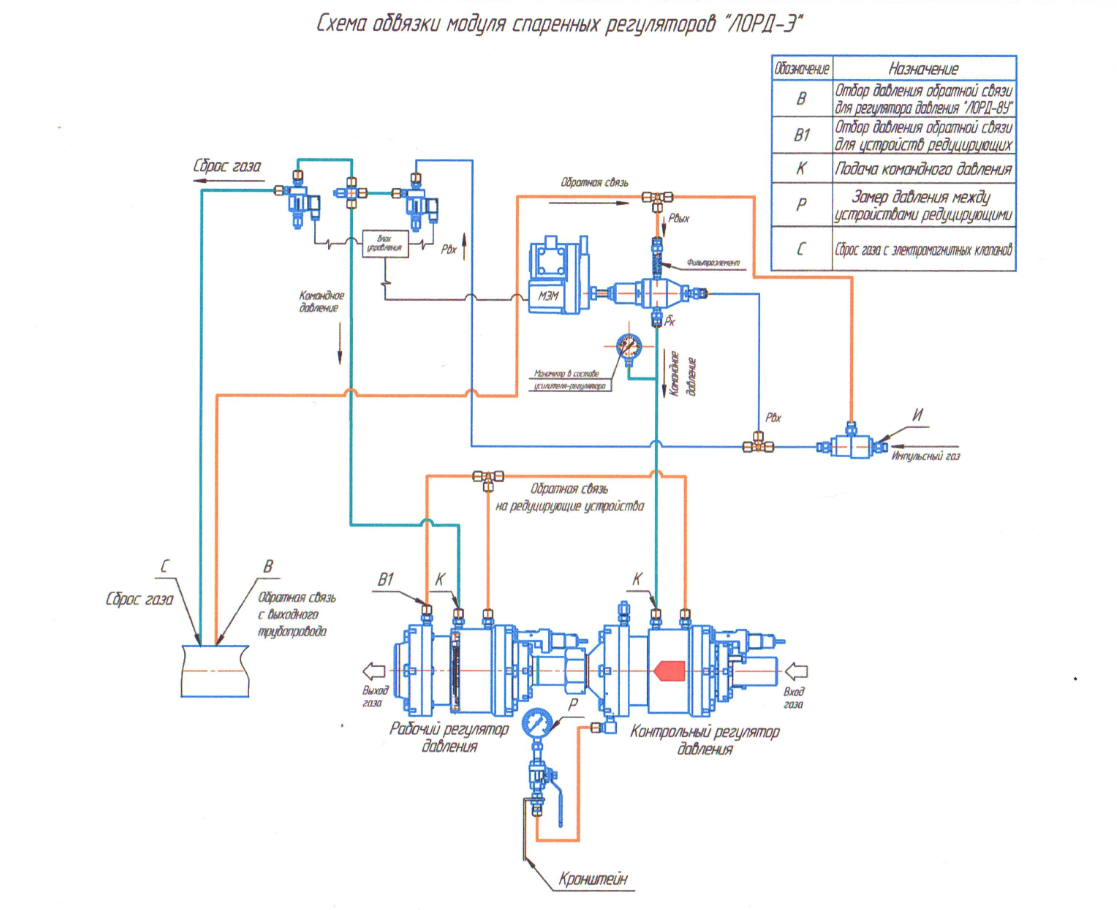 Схема обвязки модуля спаренных регуляторов "ЛОРД-Э"
Обозначение
Назначение
В
Отбор давления обратной связи
для регулятора давления "ЛОРД-8У"
В1
Отбор давления обратной связи
для устройств редуцирующих
К
Подача командного давления
Р
Замер давления между
устройствами редуцирующими
С
Сброс газа с электромагнитных клапанов
Сброс газа
Обратная связь
Рвых
Блок
управления
Рвх
Фильтроэлемент
МЭМ
Командное
давление
Рк
Манометр в составе
усилителя-регулятора
Командное
давление
Рвх
И
Импульсный газ
Обратная связь
на редуцирующие устройства
С
Сброс газа
В
Обратная связь
с выходного
трубопровода
В1
К
К
Выход
газа
Вход
газа
Рабочий регулятор
давления
Р
Контрольный регулятор
давления
Кронштейн